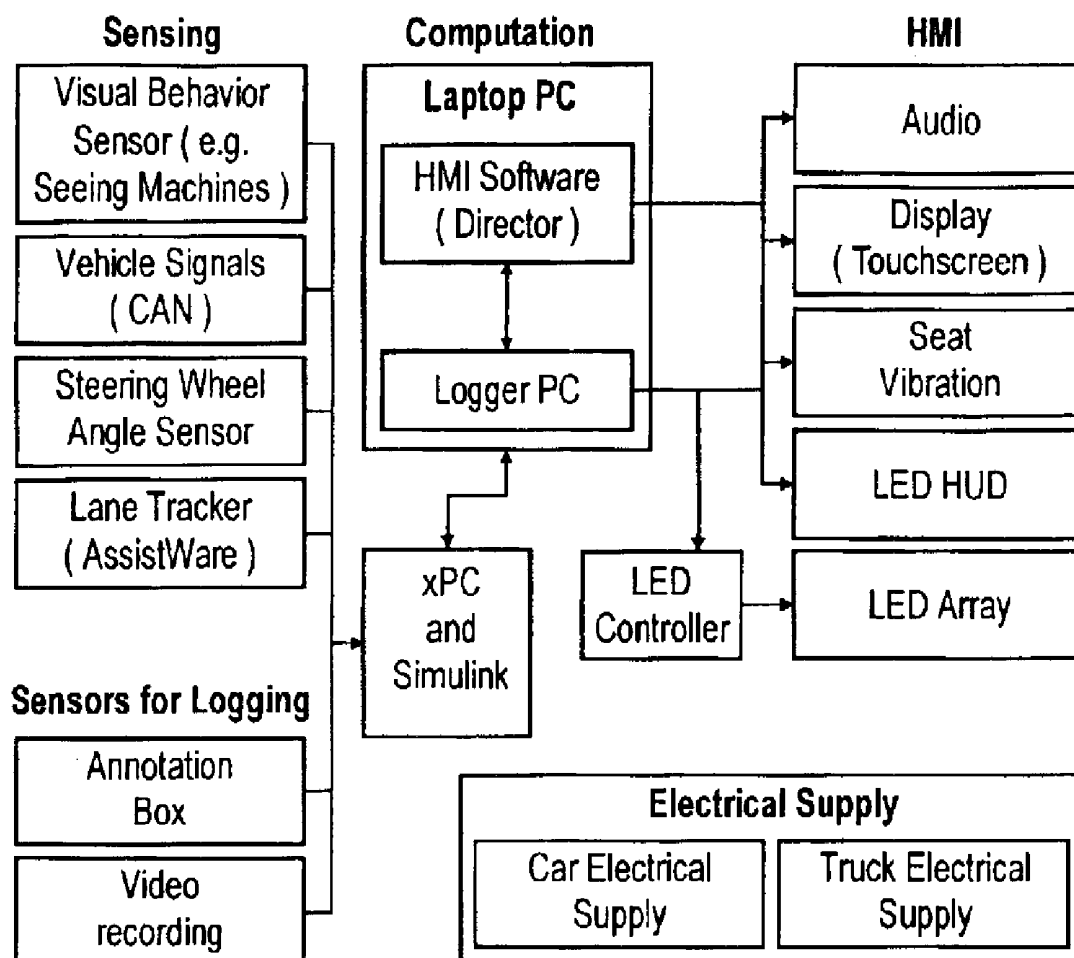 Sensing
Visual Behavior
Sensor ( e.g.
Seeing Machines )
Vehicle Signals
( CAN )
Steering Wheel
Angle Sensor
Lane Tracker
( AssistWare )
Sensors for Logging
Annotation
Box
Video
recording
Computation
Laptop PC
HMI Software
( Director )
Logger PC
xPC
and
Simulink
LED
Controller
HMI
Audio
Display
( Touchscreen )
Seat
Vibration
LED HUD
LED Array
Electrical Supply
Car Electrical
Supply
Truck Electrical
Supply